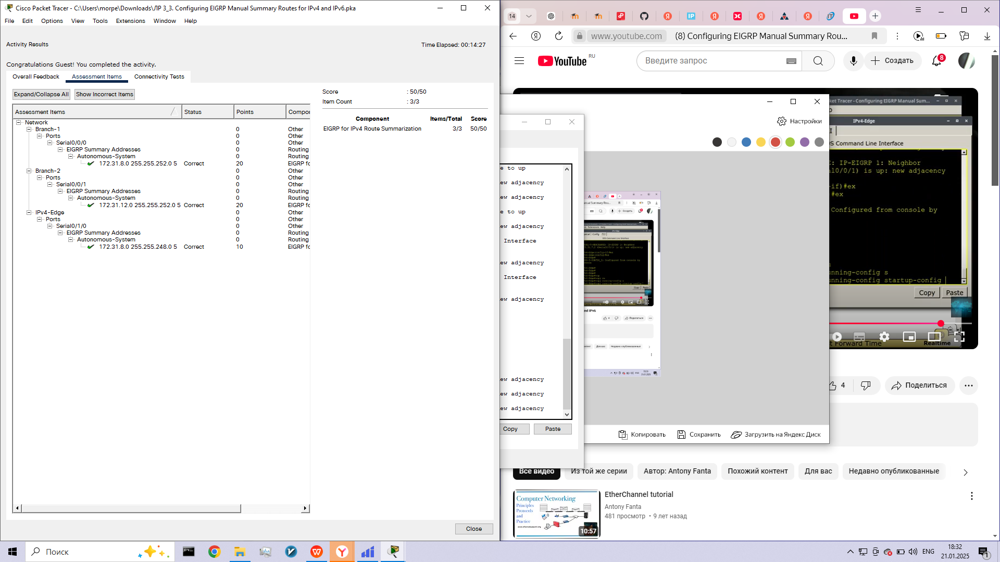 Cisco Packet Tracer - C:\Users\morpe\Downloads\ЛР 3_3. Configuring EIGRP Manual Summary Routes for IPv4 and IPv6.pka
File Edit Options View Tools Extensions Window Help
Activity Results
Time Elapsed: 00:14:27
Congratulations Guest! You completed the activity.
Overall Feedback Assessment Items Connectivity Tests
Expand/Collapse All Show Incorrect Items
Assessment Items Status Points Compor
Network
Branch-1 0 Other
Ports 0 Other
Serial0/0/0 0 Other
EIGRP Summary Addresses 0 Routing
Autonomous-System 0 Routing
172.31.8.0 255.255.252.0 5 Correct 20 EIGRP fo
Branch-2 0 Other
Ports 0 Other
Serial0/0/1 0 Other
EIGRP Summary Addresses 0 Routing
Autonomous-System 0 Routing
172.31.12.0 255.255.252.0 5 Correct 20 EIGRP fo
IPv4-Edge 0 Other
Ports 0 Other
Serial0/1/0 0 Other
EIGRP Summary Addresses 0 Routing
Autonomous-System 0 Routing
172.31.8.0 255.255.248.0 5 Correct 10 EIGRP fo
Score : 50/50
Item Count : 3/3
Component Items/Total Score
EIGRP for IPv4 Route Summarization 3/3 50/50
Close
14
www.youtube.com (8) Configuring EIGRP Manual Summary Rou...
YouTube RU
Введите запрос
Создать
8
Настройки
e to up
ew adjacency
ew adjacency
e to up
ew adjacency
Interface
ew adjacency
Interface
ew adjacency
ew adjacency
ew adjacency
ew adjacency
Copy Paste
Копировать Сохранить Загрузить на Яндекс Диск
ket Tracer - Configuring EIGRP Manual Sum...
IPv4-Edge
OS Command Line Interface
C: IP-EIGRP 1: Neighbor
al0/0/1) is up: new adjacency
-if)#ex
#ex
Configured from console by
nning-config s
nning-config startup-config
Copy Paste
t Forward Time Realtime
4 Поделиться
Все видео Из той же серии Автор: Antony Fanta Похожий контент Для вас Недавно опубликованные
EtherChannel tutorial
Antony Fanta
481 просмотр • 9 лет назад
Computer Networking
Principles
Protocols
and
Practice
10:57
Поиск
ENG
18:32
21.01.2025
1